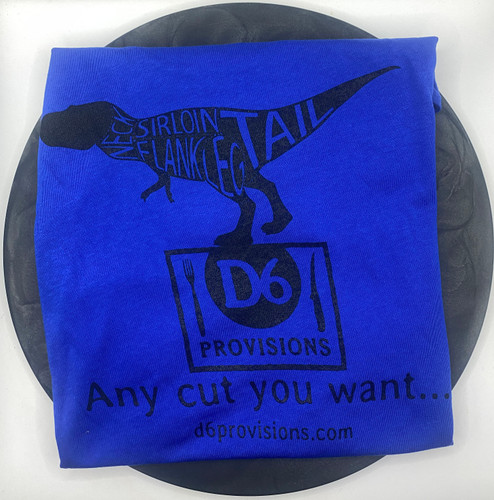 NECK
SIRLOIN
FLANK
LEG
TAIL
D6
PROVISIONS
Any cut you want...
d6provisions.com